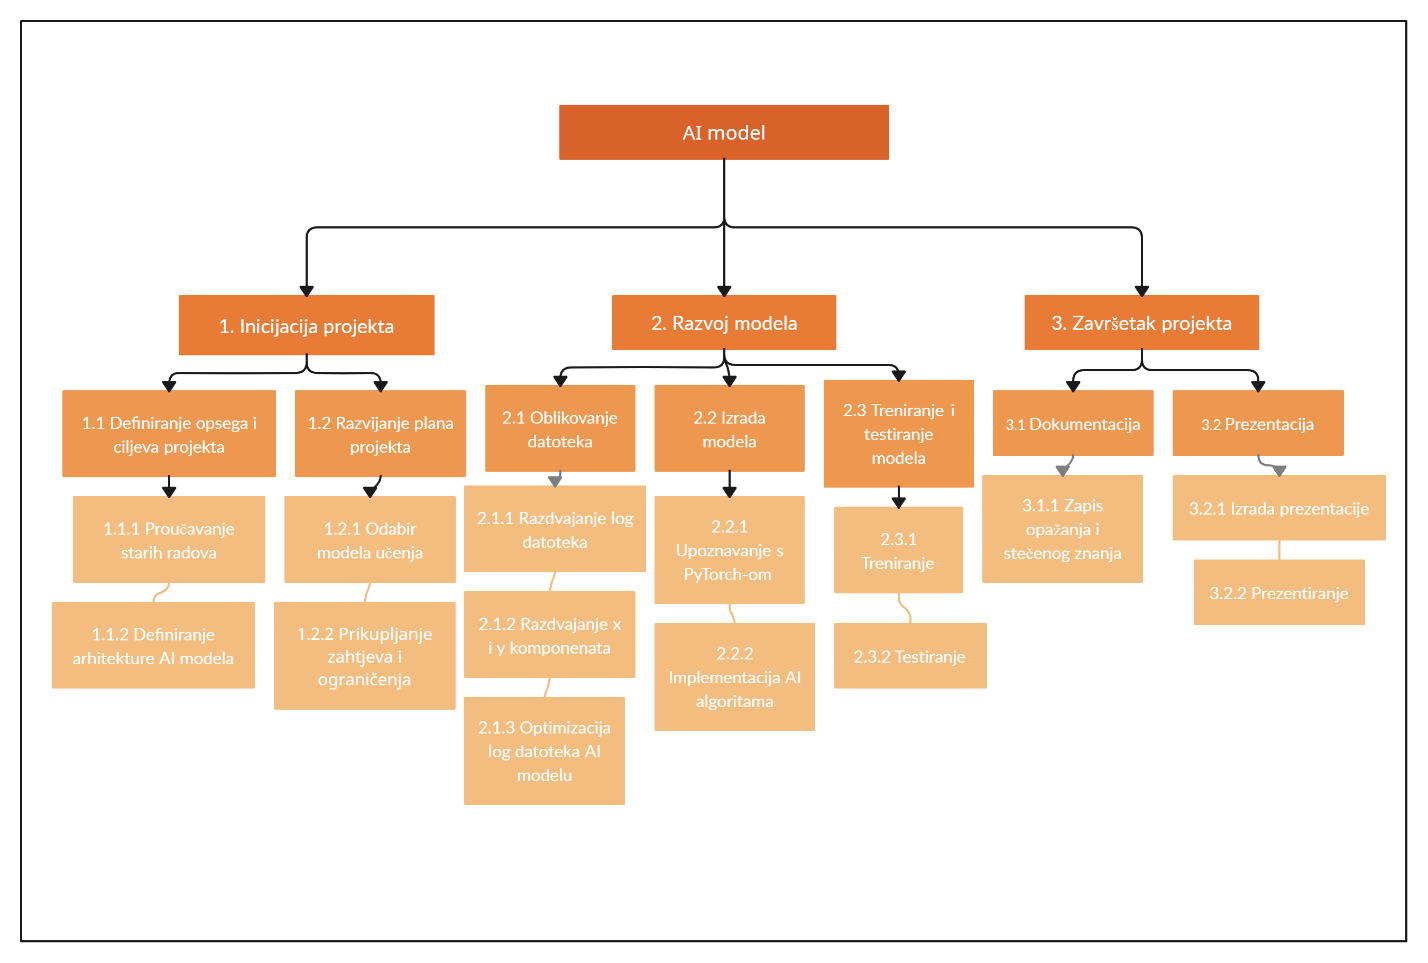 AI model
1. Inicijacija projekta
2. Razvoj modela
3. Završetak projekta
1.1 Definiranje opsega i
ciljeva projekta
1.2 Razvijanje plana
projekta
2.1 Oblikovanje
datoteka
2.2 Izrada
modela
2.3 Treniranje i
testiranje
modela
3.1 Dokumentacija
3.2 Prezentacija
1.1.1 Proučavanje
starih radova
1.1.2 Definiranje
arhitekture AI modela
1.2.1 Odabir
modela učenja
1.2.2 Prikupljanje
zahtjeva i
ograničenja
2.1.1 Razdvajanje log
datoteka
2.1.2 Razdvajanje x
i y komponenata
2.1.3 Optimizacija
log datoteka AI
modelu
2.2.1
Upoznavanje s
PyTorch-om
2.2.2
Implementacija AI
algoritama
2.3.1
Treniranje
2.3.2 Testiranje
3.1.1 Zapis
opažanja i
stečenog znanja
3.2.1 Izrada prezentacije
3.2.2 Prezentiranje